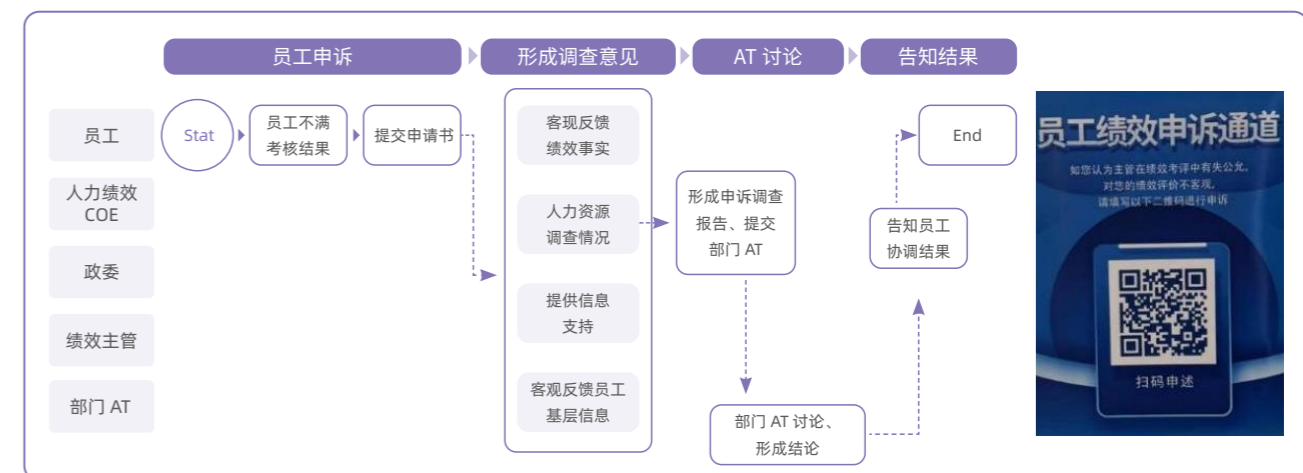 员工申诉
形成调查意见
AT 讨论
告知结果
员工
人力绩效
COE
政委
绩效主管
部门 AT
Stat
员工不满
考核结果
提交申请书
客现反馈
绩效事实
人力资源
调查情况
提供信息
支持
客观反馈员工
基层信息
形成申诉调查
报告、提交
部门 AT
部门 AT 讨论、
形成结论
告知员工
协调结果
End
员工绩效申诉通道
如您认为主管在绩效考评中有失公允，
对您的绩效评价不客观，
请填写以下二维码进行申诉
扫码申述